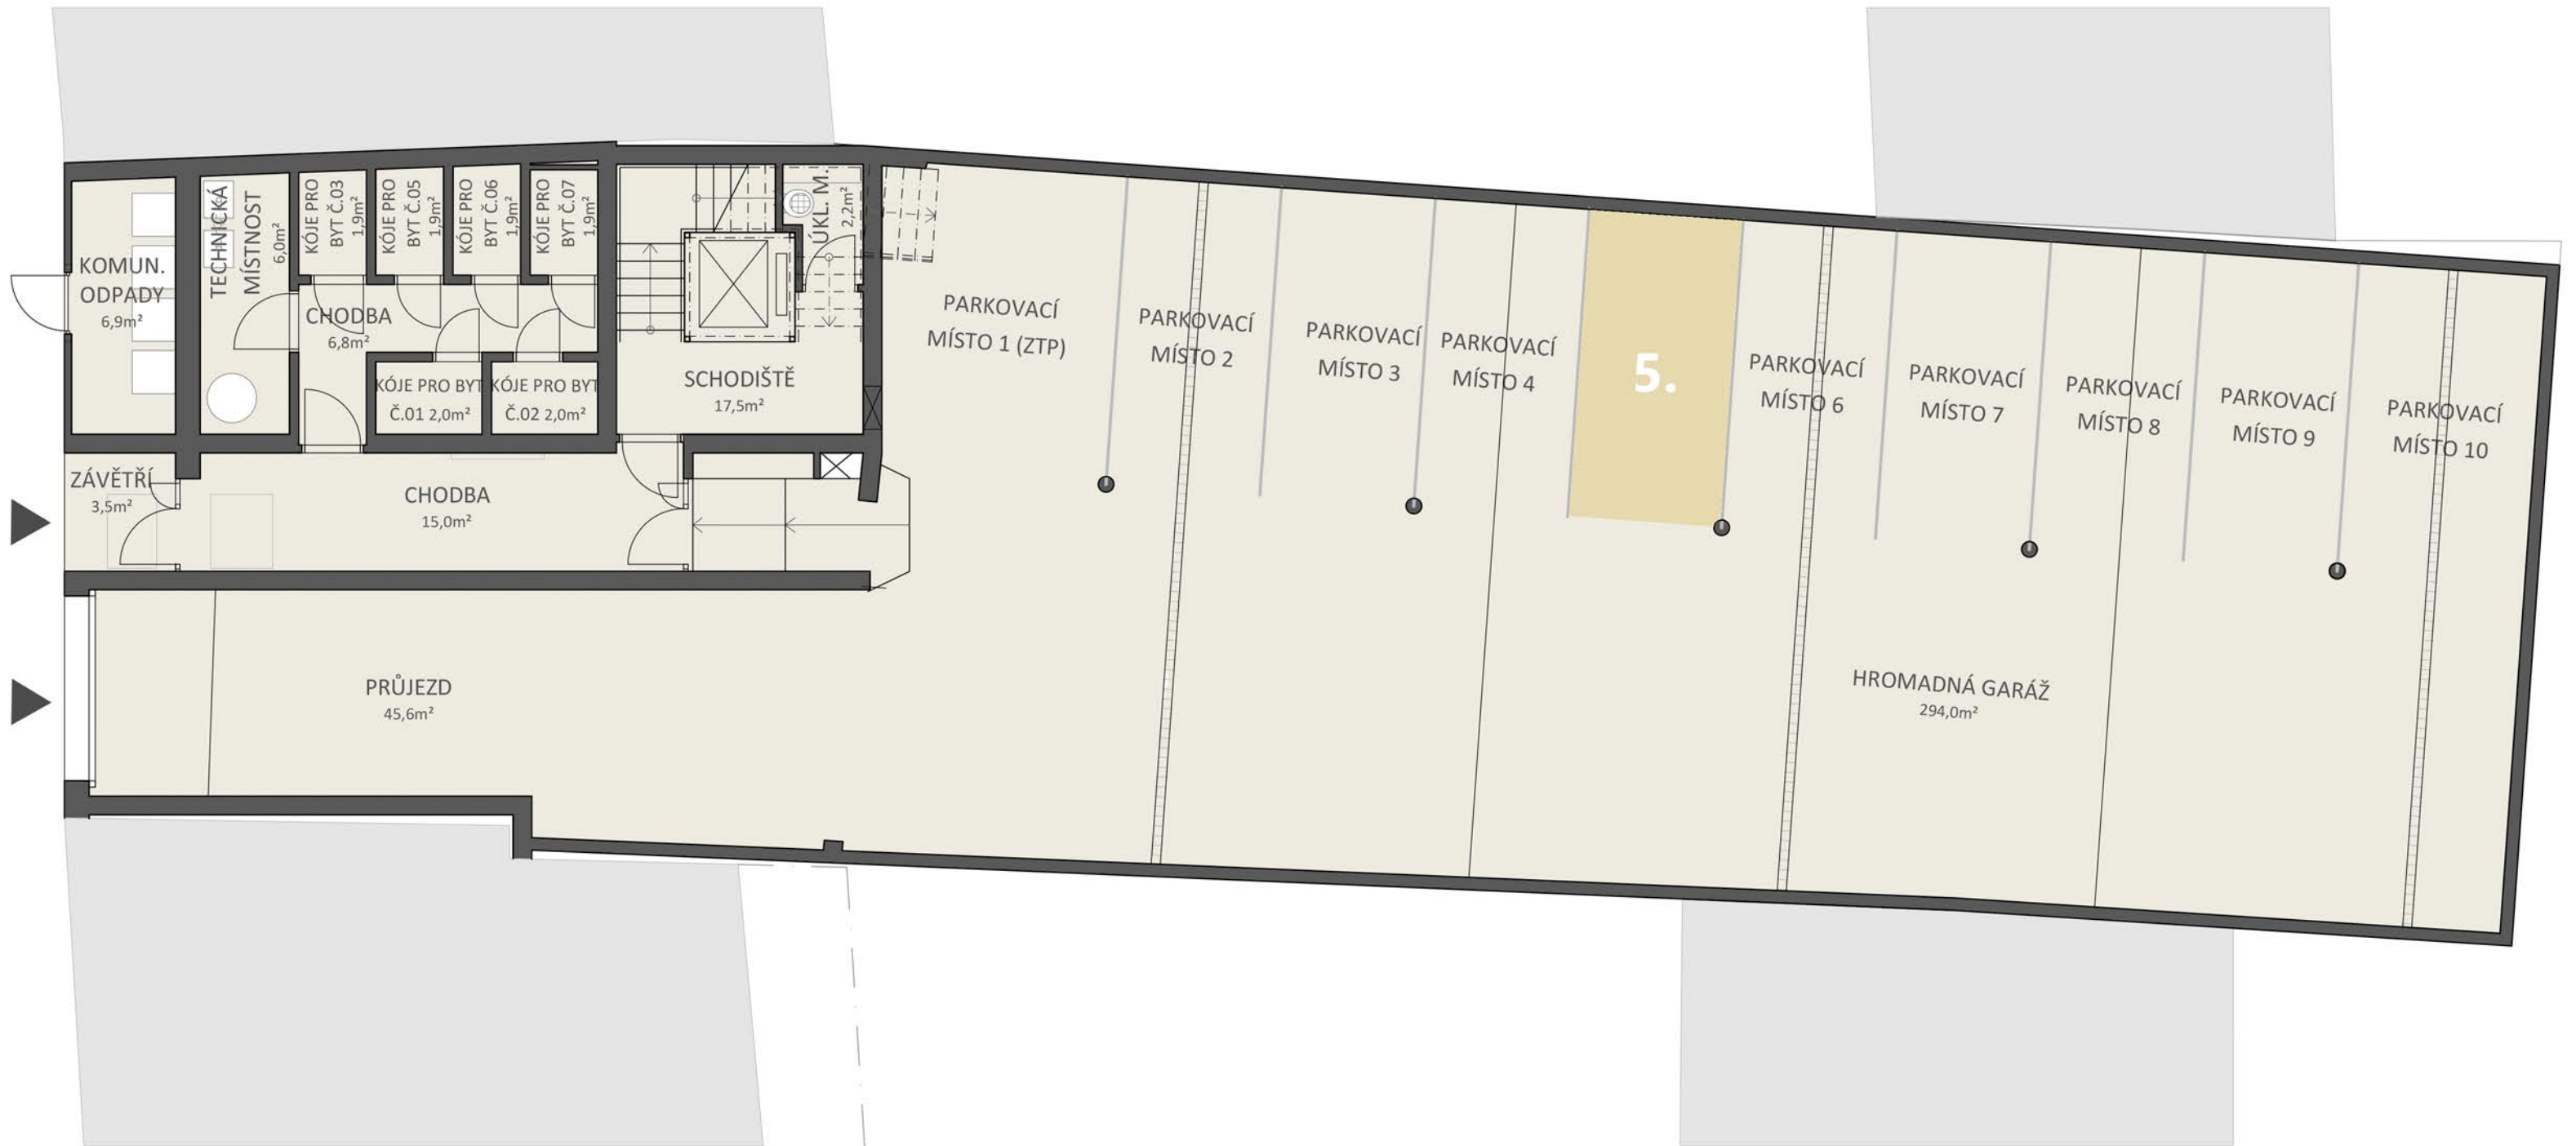 KOMUN.
ODPADY
6,9m²
TECHNICKÁ
MÍSTNOST
6,0m²
KÓJE PRO
BYT Č.03
1,9m²
KÓJE PRO
BYT Č.05
1,9m²
KÓJE PRO
BYT Č.06
1,9m²
KÓJE PRO
BYT Č.07
1,9m²
CHODBA
6,8m²
KÓJE PRO BYT
Č.01 2,0m²
KÓJE PRO BYT
Č.02 2,0m²
SCHODIŠTĚ
17,5m²
ÚKL. M.
2,2m²
ZÁVĚTŘÍ
3,5m²
CHODBA
15,0m²
PRŮJEZD
45,6m²
PARKOVACÍ
MÍSTO 1 (ZTP)
PARKOVACÍ
MÍSTO 2
PARKOVACÍ
MÍSTO 3
PARKOVACÍ
MÍSTO 4
5.
PARKOVACÍ
MÍSTO 6
PARKOVACÍ
MÍSTO 7
PARKOVACÍ
MÍSTO 8
PARKOVACÍ
MÍSTO 9
PARKOVACÍ
MÍSTO 10
HROMADNÁ GARÁŽ
294,0m²